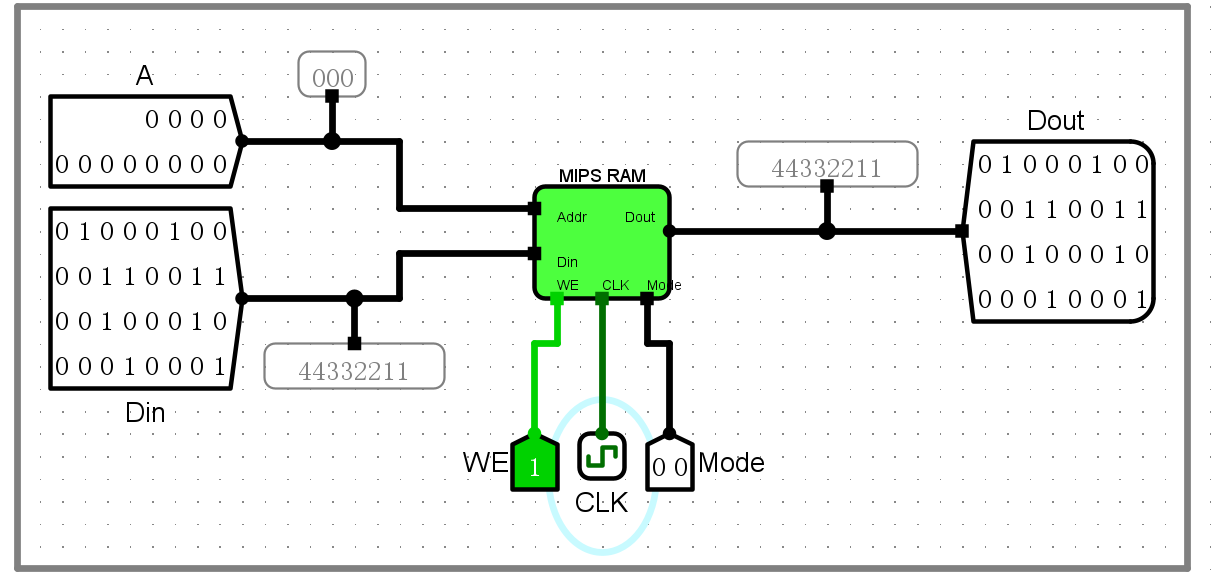 A
000
0 0 0 0
0 0 0 0 0 0 0 0
0 1 0 0 0 1 0 0
0 0 1 1 0 0 1 1
0 0 1 0 0 0 1 0
0 0 0 1 0 0 0 1
Din
44332211
MIPS RAM
Addr
Dout
Din
WE
CLK
Mode
WE
1
CLK
0 0
Mode
44332211
Dout
0 1 0 0 0 1 0 0
0 0 1 1 0 0 1 1
0 0 1 0 0 0 1 0
0 0 0 1 0 0 0 1